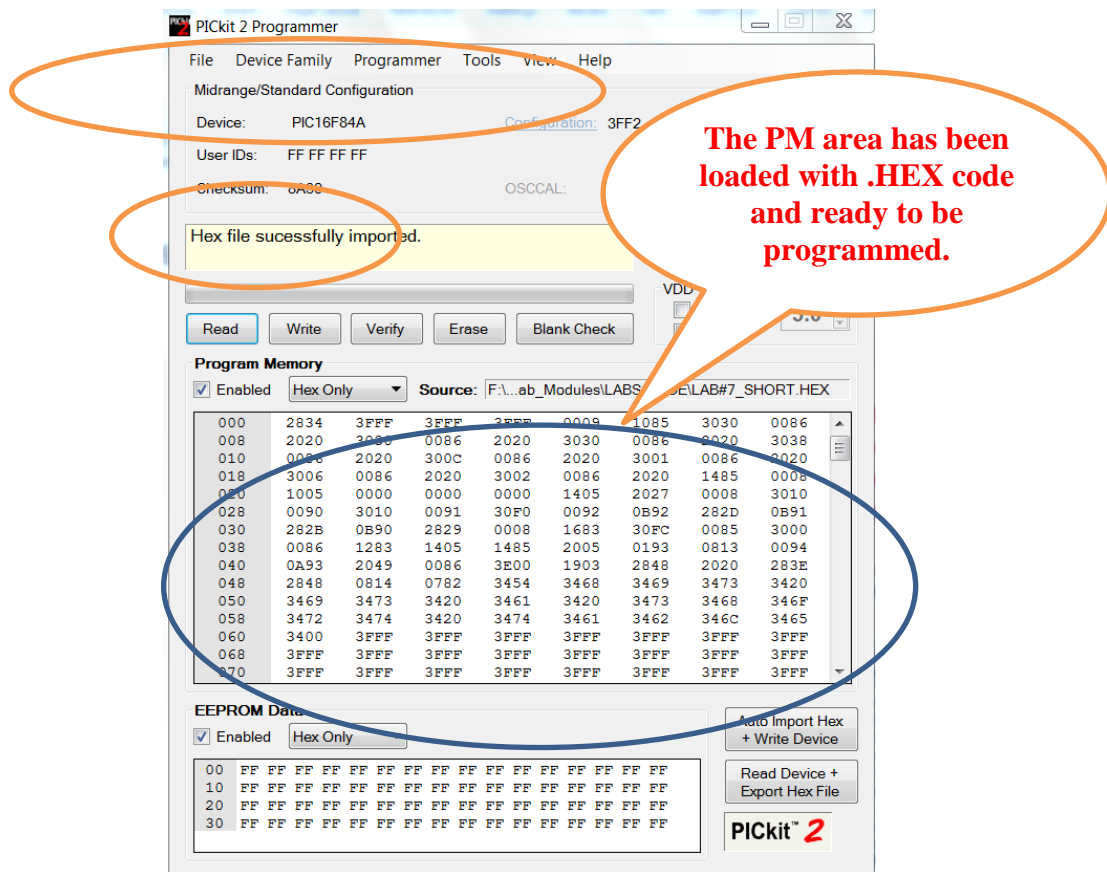 PICkit 2 Programmer
File Device Family Programmer Tools View Help
Midrange/Standard Configuration
Device: PIC16F84A Configuration: 3FF2
User IDs: FF FF FF FF
Checksum: OSCCAL:
The PM area has been
loaded with .HEX code
and ready to be
programmed.
Hex file sucessfully imported.
VDD
Read Write Verify Erase Blank Check
Program Memory
Enabled Hex Only Source: F:\...ab_Modules\LABS E\LAB#7_SHORT.HEX
000 2834 3FFF 3FFF 3FFF 0009 1085 3030 0086
008 2020 3030 0086 2020 3030 0086 2020 3038
010 0086 2020 300C 0086 2020 3001 0086 2020
018 3006 0086 2020 3002 0086 2020 1485 0008
020 1005 0000 0000 0000 1405 2027 0008 3010
028 0090 3010 0091 30F0 0092 0B92 282D 0B91
030 282B 0B90 2829 0008 1683 30FC 0085 3000
038 0086 1283 1405 1485 2005 0193 0813 0094
040 0A93 2049 0086 3E00 1903 2848 2020 283E
048 2848 0814 0782 3454 3468 3469 3473 3420
050 3469 3473 3420 3461 3420 3473 3468 346F
058 3472 3474 3420 3474 3461 3462 346C 3465
060 3400 3FFF 3FFF 3FFF 3FFF 3FFF 3FFF 3FFF
068 3FFF 3FFF 3FFF 3FFF 3FFF 3FFF 3FFF 3FFF
070 3FFF 3FFF 3FFF 3FFF 3FFF 3FFF 3FFF 3FFF
EEPROM Data
Enabled Hex Only
Auto Import Hex
+ Write Device
00 FF FF FF FF FF FF FF FF FF FF FF FF FF FF FF FF
10 FF FF FF FF FF FF FF FF FF FF FF FF FF FF FF FF
20 FF FF FF FF FF FF FF FF FF FF FF FF FF FF FF FF
30 FF FF FF FF FF FF FF FF FF FF FF FF FF FF FF FF
Read Device +
Export Hex File
PICkit™ 2